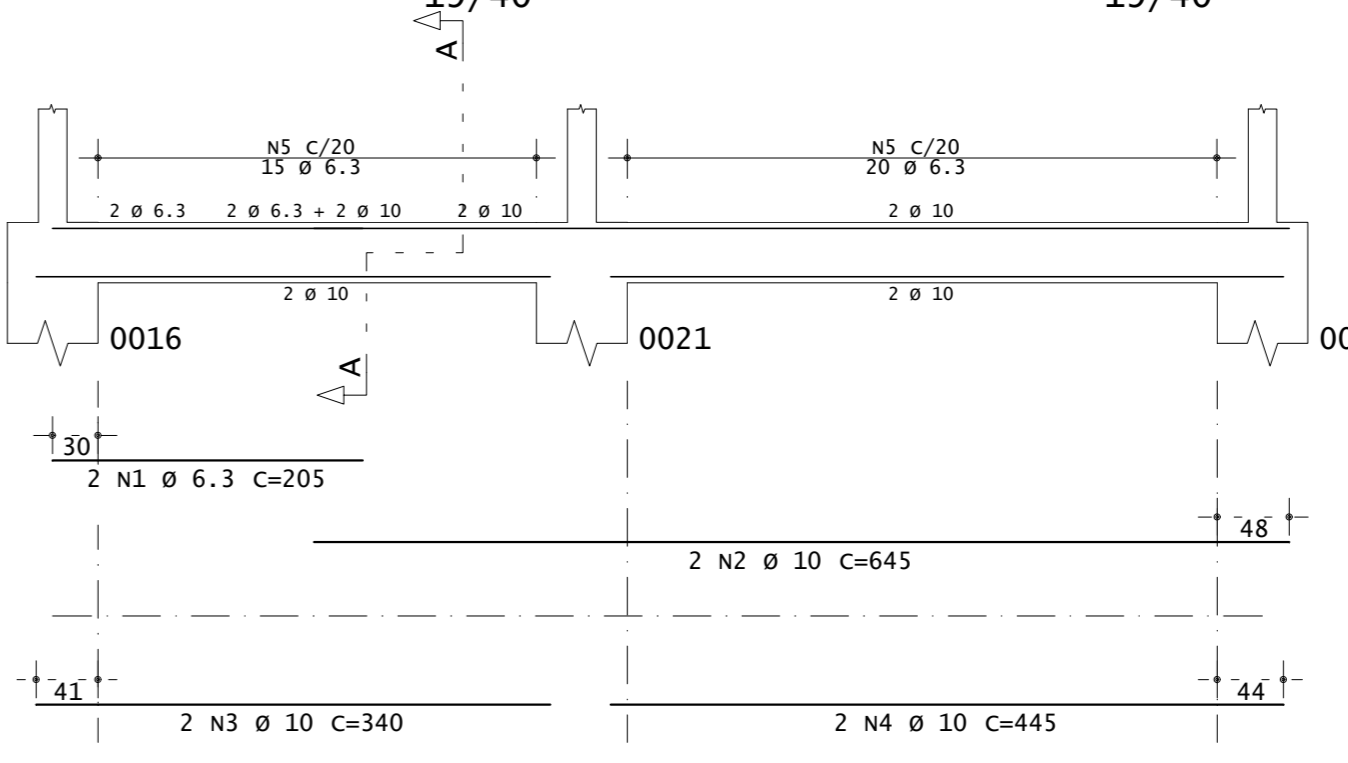 A
N5 C/20
15 Ø 6.3
N5 C/20
20 Ø 6.3
2 Ø 6.3 2 Ø 6.3 + 2 Ø 10 2 Ø 10
2 Ø 10
2 Ø 10
2 Ø 10
0016
0021
A
30
2 N1 Ø 6.3 C=205
48
2 N2 Ø 10 C=645
41
2 N3 Ø 10 C=340
44
2 N4 Ø 10 C=445